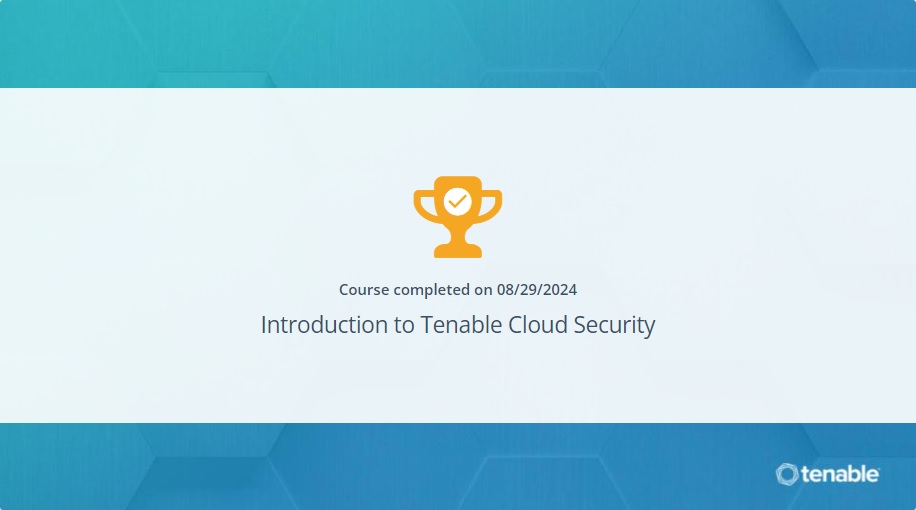 Course completed on 08/29/2024
Introduction to Tenable Cloud Security
tenable